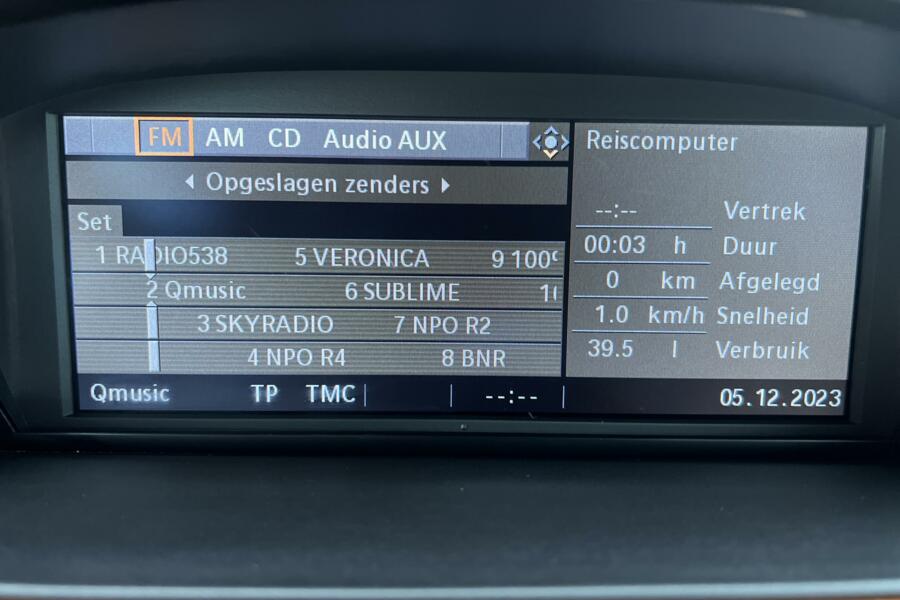 FM AM CD Audio AUX
Opgeslagen zenders
Set
1 RADIO538 5 VERONICA 9
2 Qmusic 6 SUBLIME
3 SKYRADIO 7 NPO R2
4 NPO R4 8 BNR
Qmusic TP TMC --:-- 05.12.2023
Reiscomputer
--:-- Vertrek
00:03 h Duur
0 km Afgelegd
1.0 km/h Snelheid
39.5 l Verbruik